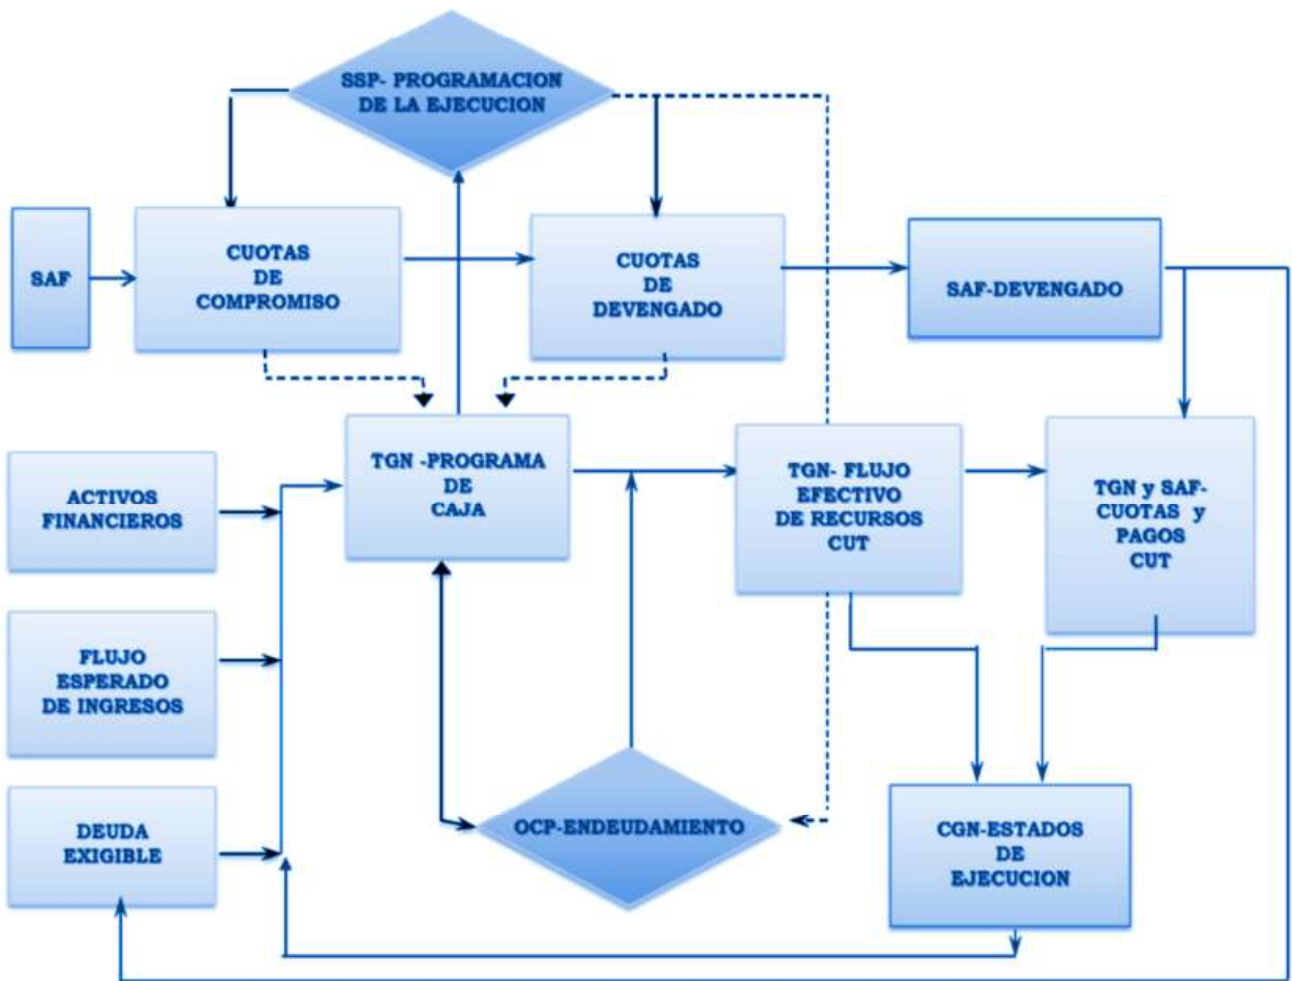 SSP- PROGRAMACION
DE LA EJECUCION
SAF
CUOTAS
DE
COMPROMISO
CUOTAS
DE
DEVENGADO
SAF-DEVENGADO
ACTIVOS
FINANCIEROS
TGN -PROGRAMA
DE
CAJA
TGN- FLUJO
EFECTIVO
DE RECURSOS
CUT
TGN y SAF-
CUOTAS y
PAGOS
CUT
FLUJO
ESPERADO
DE INGRESOS
DEUDA
EXIGIBLE
OCP-ENDEUDAMIENTO
CGN-ESTADOS
DE
EJECUCION